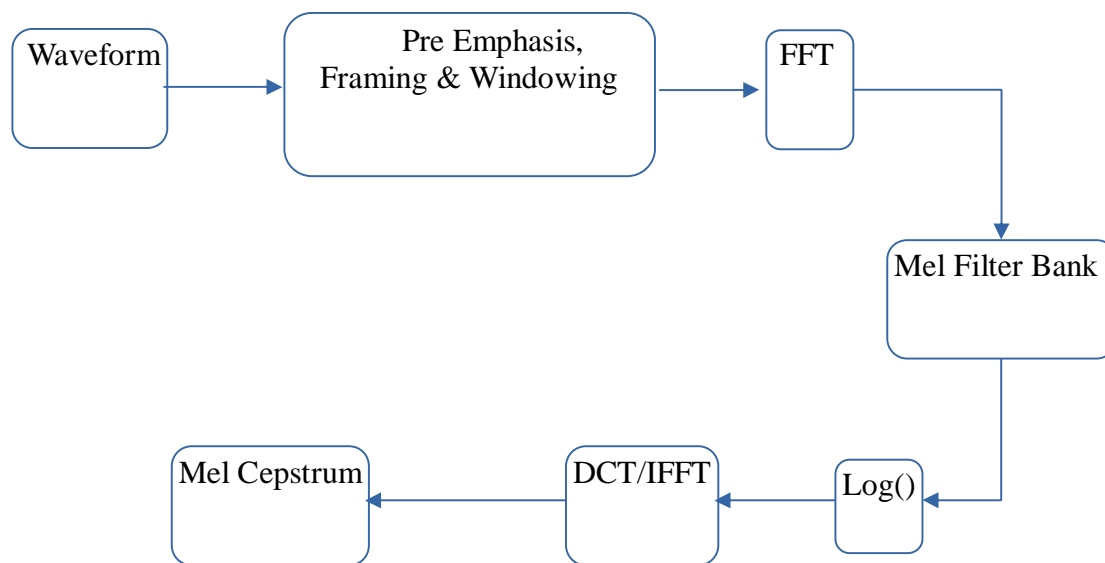 Waveform
Pre Emphasis,
Framing & Windowing
FFT
Mel Filter Bank
Log()
DCT/IFFT
Mel Cepstrum